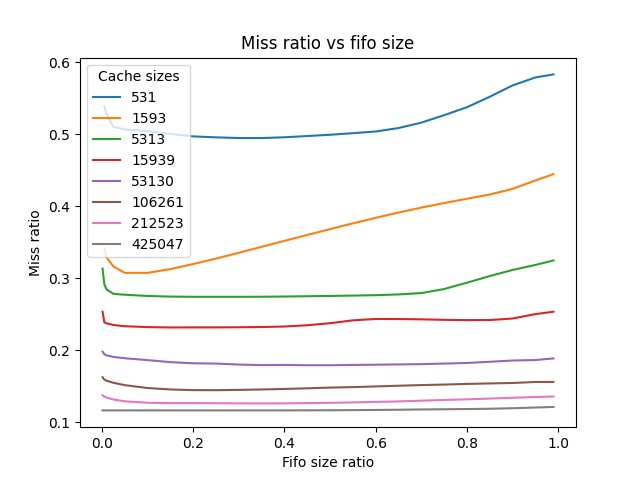 Miss ratio vs fifo size
Cache sizes
531
1593
5313
15939
53130
106261
212523
425047
0.6
0.5
0.4
0.3
0.2
0.1
Miss ratio
0.0 0.2 0.4 0.6 0.8 1.0
Fifo size ratio